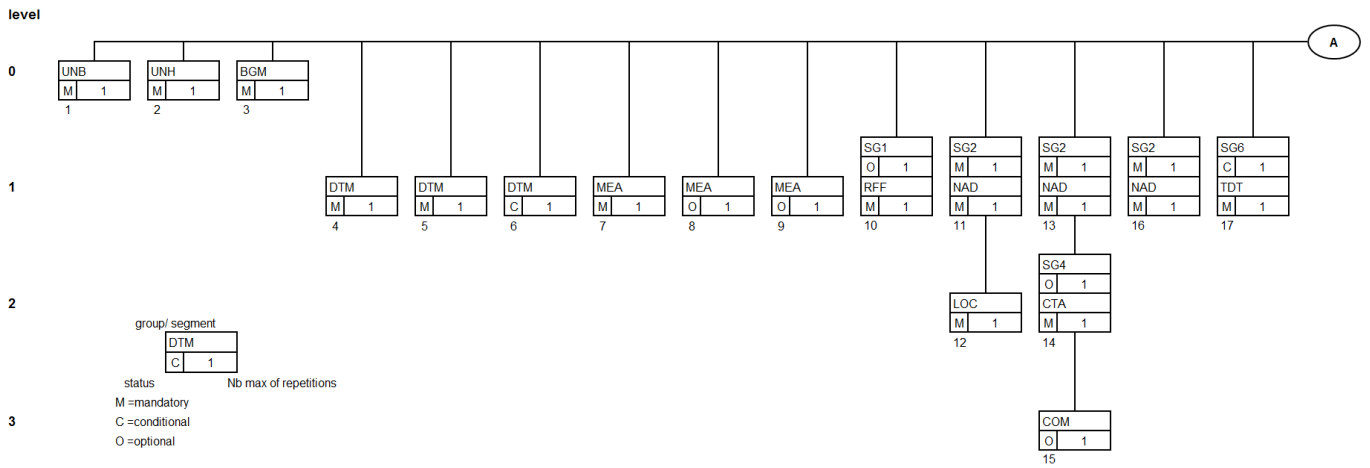 level
A
0
UNB
M 1
1
UNH
M 1
2
BGM
M 1
3
1
DTM
M 1
4
DTM
M 1
5
DTM
C 1
6
MEA
M 1
7
MEA
O 1
8
MEA
O 1
9
SG1
O 1
RFF
M 1
10
SG2
M 1
NAD
M 1
11
SG2
M 1
NAD
M 1
13
SG2
M 1
NAD
M 1
16
SG6
C 1
TDT
M 1
17
2
LOC
M 1
12
SG4
O 1
CTA
M 1
14
group/ segment
DTM
C 1
status Nb max of repetitions
M =mandatory
C =conditional
O =optional
3
COM
O 1
15